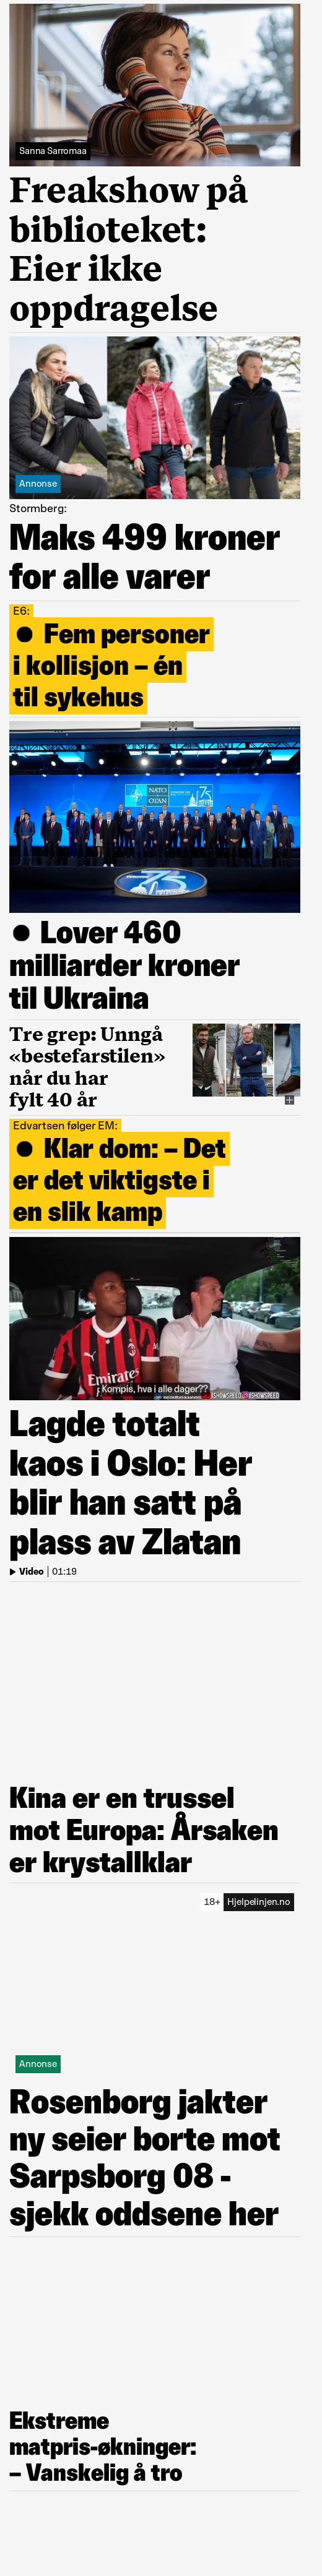 Sanna Sarromaa
Freakshow på
biblioteket:
Eier ikke
oppdragelse
Annonse
Stormberg:
Maks 499 kroner
for alle varer
E6:
● Fem personer
i kollisjon – én
til sykehus
NATO
OTAN
75
● Lover 460
milliarder kroner
til Ukraina
Tre grep: Unngå
«bestefarstilen»
når du har
fylt 40 år
Edvartsen følger EM:
● Klar dom: – Det
er det viktigste i
en slik kamp
Emirates
Kompis, hva i alle dager??
ISHOWSPEED
ISHOWSPEED
Lagde totalt
kaos i Oslo: Her
blir han satt på
plass av Zlatan
Video | 01:19
Kina er en trussel
mot Europa: Årsaken
er krystallklar
18+ Hjelpelinjen.no
Annonse
Rosenborg jakter
ny seier borte mot
Sarpsborg 08 -
sjekk oddsene her
Ekstreme
matpris-økninger:
– Vanskelig å tro